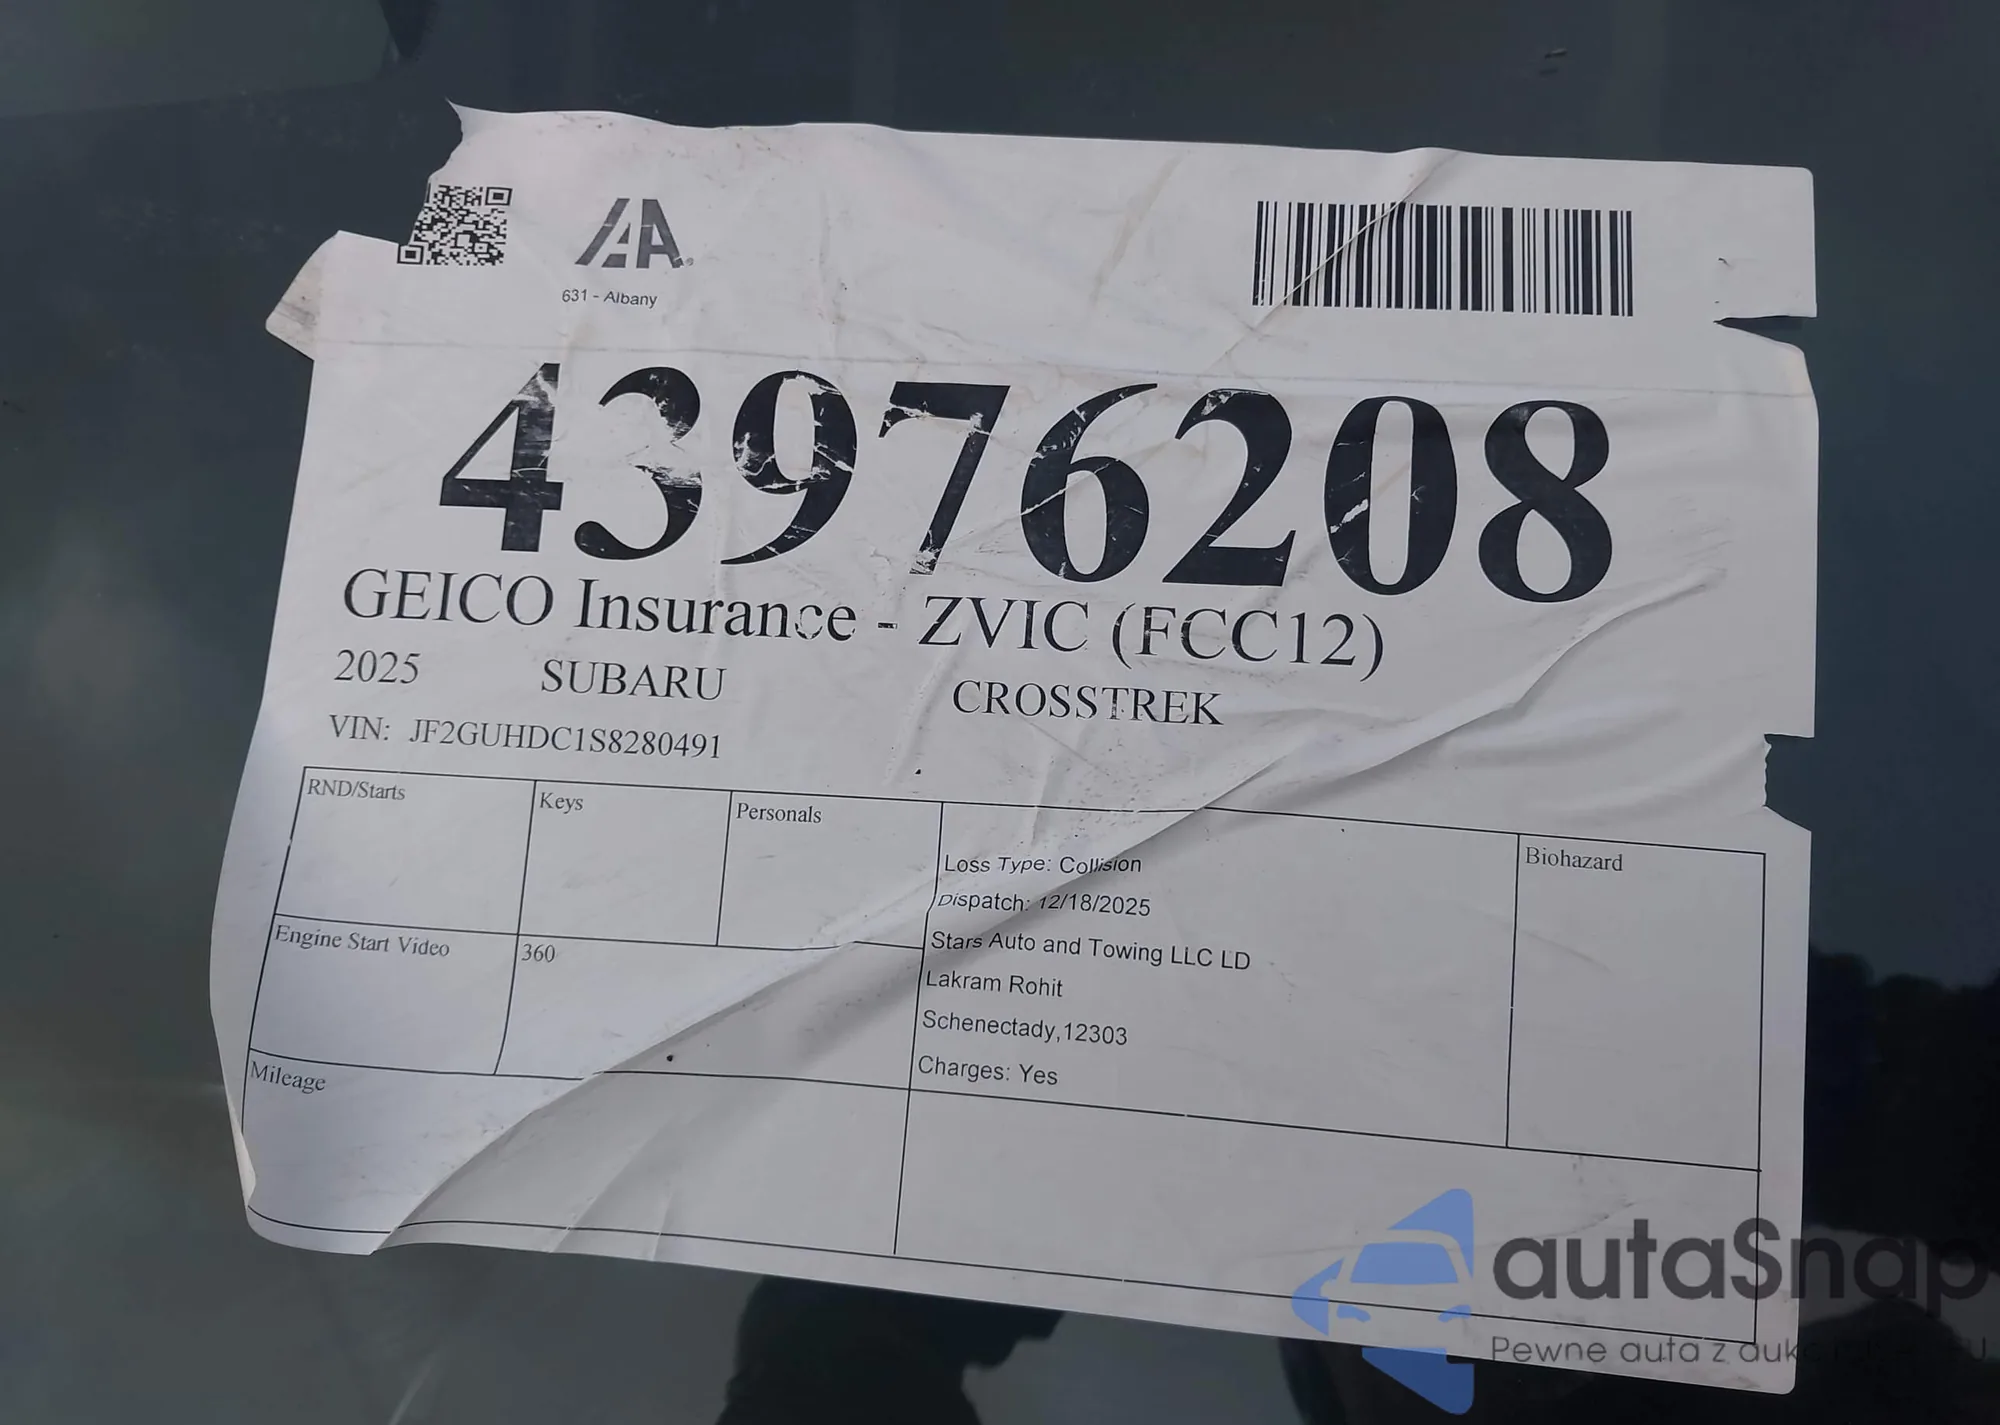 IAA
631 - Albany
43976208
GEICO Insurance - ZVIC (FCC12)
2025 SUBARU CROSSTREK
VIN: JF2GUHDC1S8280491
RND/Starts
Keys
Personals
Loss Type: Collision
Dispatch: 12/18/2025
Stars Auto and Towing LLC LD
Lakram Rohit
Schenectady,12303
Charges: Yes
Biohazard
Engine Start Video
360
Mileage
autaSnap
Pewne auta z